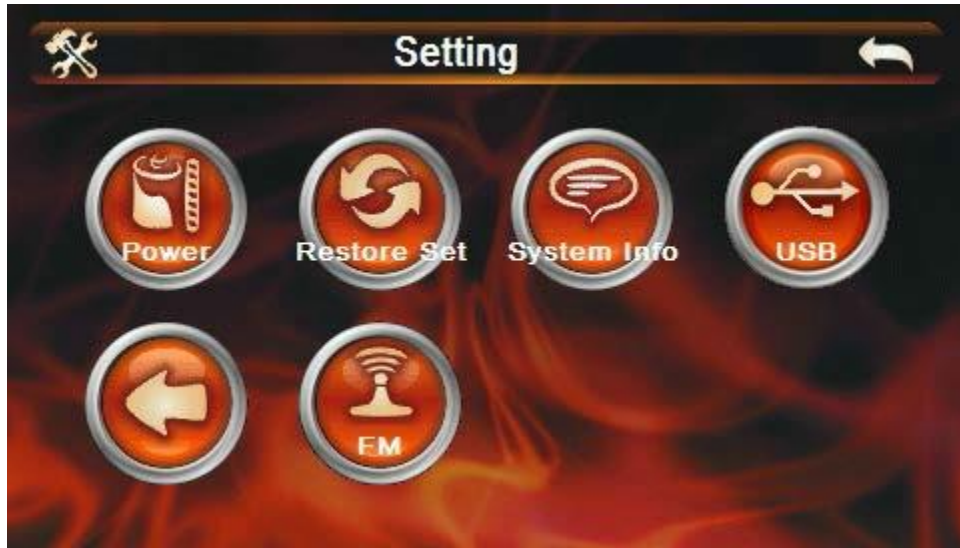 Setting
Power
Restore Set
System Info
USB
FM